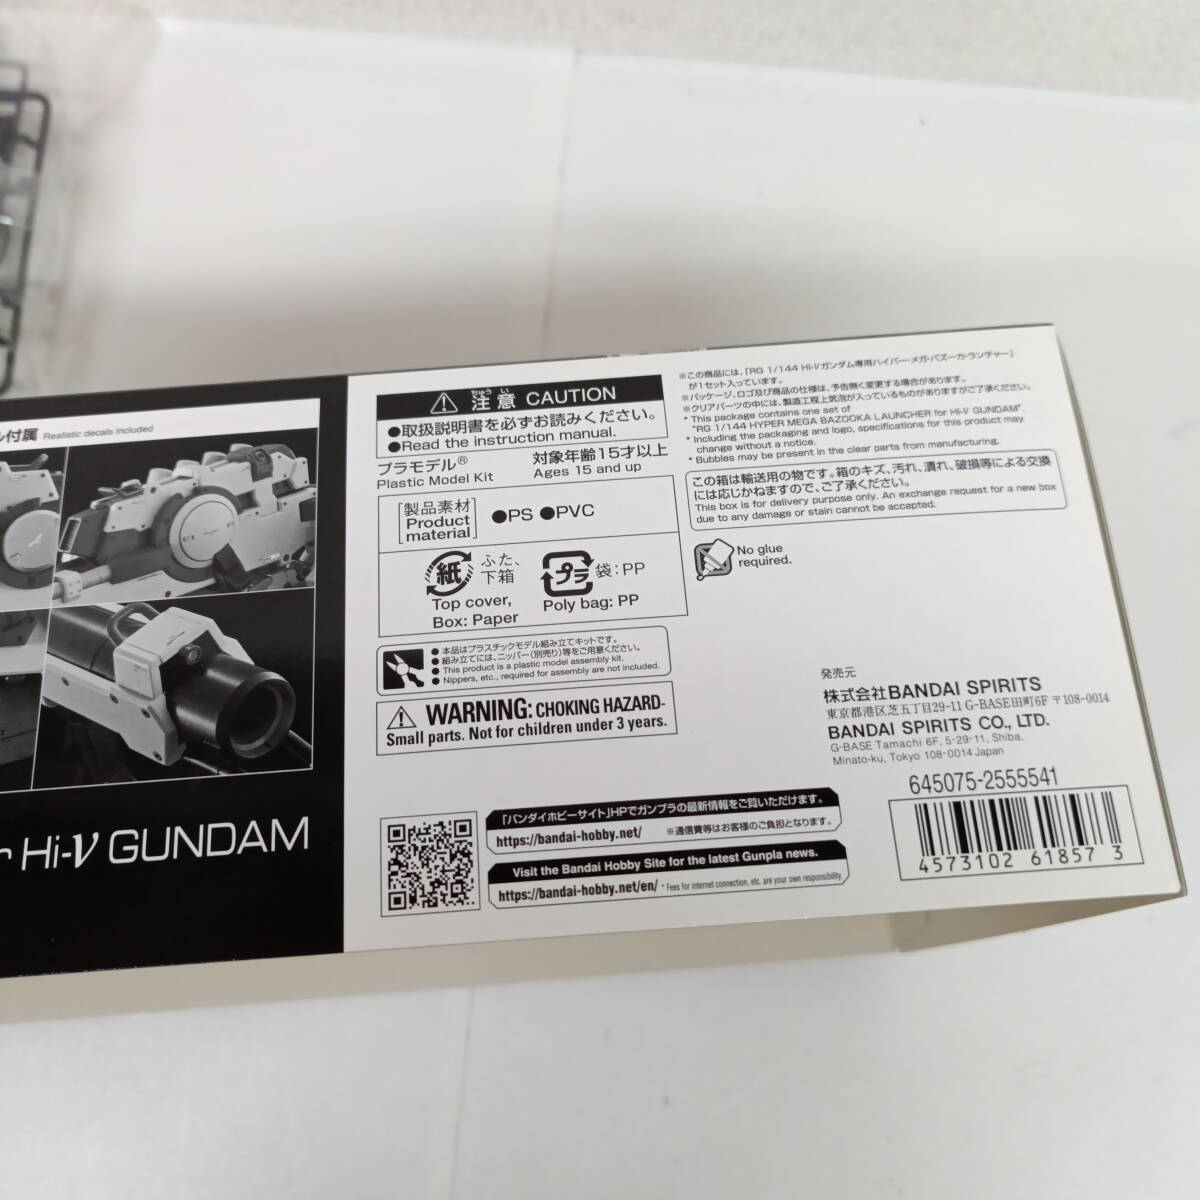 ル付属 Realistic decals included
r Hi-ν GUNDAM
ちゅう い
注意 CAUTION
●取扱説明書を必ずお読みください。
●Read the instruction manual.
プラモデル® 対象年齢15才以上
Plastic Model Kit Ages 15 and up
[製品素材 Product material] ●PS ●PVC
紙 ふた、下箱
Top cover,
Box: Paper
プラ 袋:PP
Poly bag: PP
●本品はプラスチックモデル組み立てキットです。
●組み立てには、ニッパー(別売り)等をご用意ください。
●This product is a plastic model assembly kit.
●Nippers, etc., required for assembly are not included.
WARNING: CHOKING HAZARD-
Small parts. Not for children under 3 years.
「バンダイホビーサイト」HPでガンプラの最新情報をご覧いただけます。
https://bandai-hobby.net/ ※通信費等はお客様のご負担となります。
Visit the Bandai Hobby Site for the latest Gunpla news.
https://bandai-hobby.net/en/ * Fees for internet connection, etc. are your own responsibility.
※この商品には、「RG 1/144 Hi-νガンダム専用ハイパー・メガ・バズーカ・ランチャー」
が1セット入っています。
※パッケージ、ロゴ及び商品の仕様は、予告無く変更する場合があります。
※クリアパーツの中には、製造工程上気泡が入っているものがありますがご了承ください。
* This package contains one set of
"RG 1/144 HYPER MEGA BAZOOKA LAUNCHER for Hi-ν GUNDAM".
* Including the packaging and logo, specifications for this product may
change without a notice.
* Bubbles may be present in the clear parts from manufacturing.
この箱は輸送用の物です。箱のキズ、汚れ、潰れ、破損等による交換
には応じかねますので、ご了承ください。
This box is for delivery purpose only. An exchange request for a new box
due to any damage or stain cannot be accepted.
No glue
required.
発売元
株式会社BANDAI SPIRITS
東京都港区芝五丁目29-11 G-BASE田町6F 〒108-0014
BANDAI SPIRITS CO., LTD.
G-BASE Tamachi 6F, 5-29-11, Shiba,
Minato-ku, Tokyo 108-0014 Japan
645075-2555541
4573102 618573